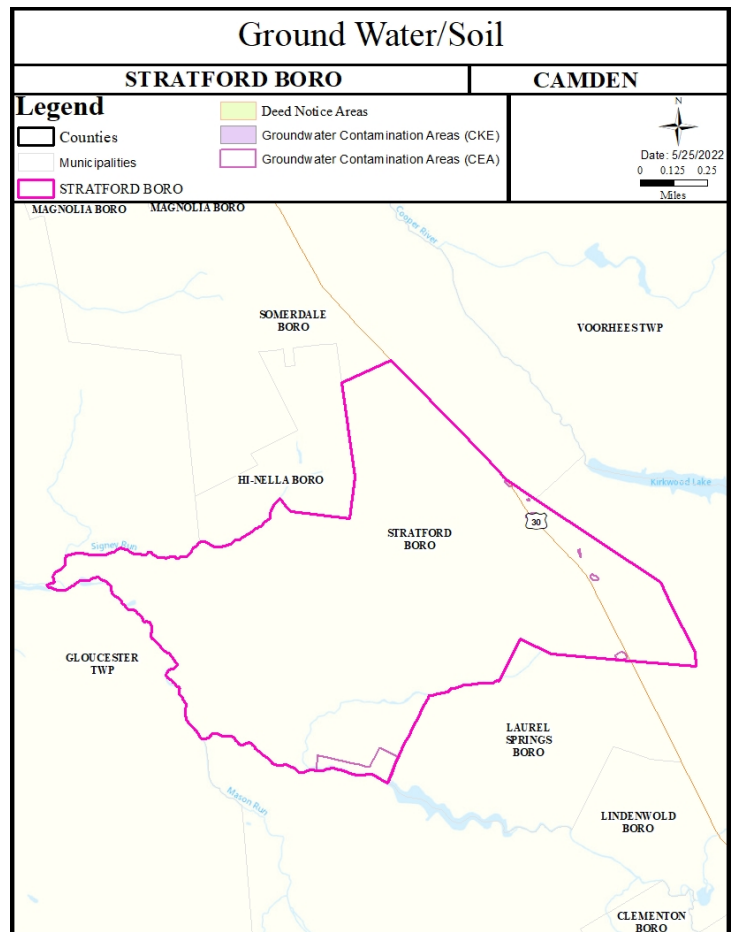 Ground Water/Soil
STRATFORD BORO
CAMDEN
Legend
Counties
Municipalities
STRATFORD BORO
Deed Notice Areas
Groundwater Contamination Areas (CKE)
Groundwater Contamination Areas (CEA)
N
Date: 5/25/2022
0 0.125 0.25
Miles
MAGNOLIA BORO
MAGNOLIA BORO
Cooper River
SOMERDALE
BORO
VOORHEES TWP
HI-NELLA BORO
Kirkwood Lake
30
STRATFORD
BORO
Signey Run
GLOUCESTER
TWP
LAUREL
SPRINGS
BORO
Mason Run
LINDENWOLD
BORO
CLEMENTON
BORO